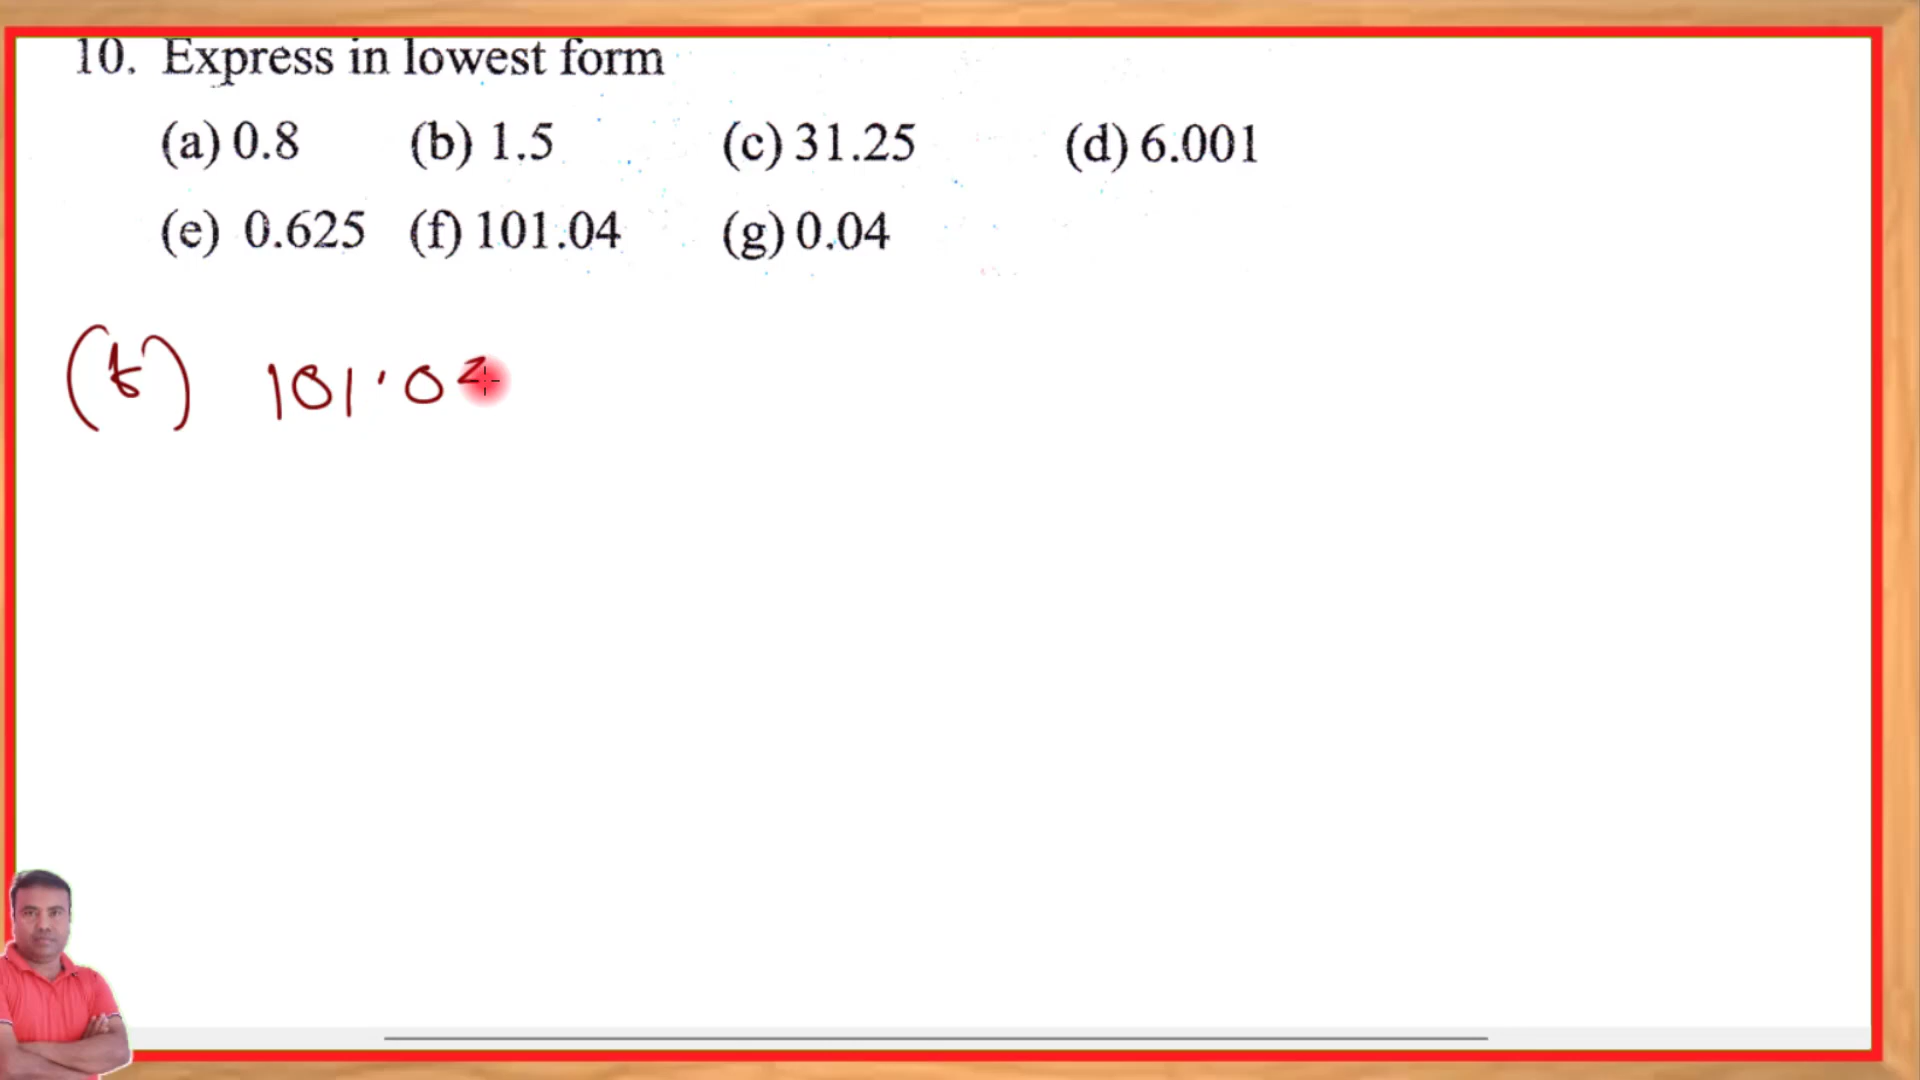 10. Express in lowest form
(a) 0.8 (b) 1.5 (c) 31.25 (d) 6.001
(e) 0.625 (f) 101.04 (g) 0.04
(f) 101.0